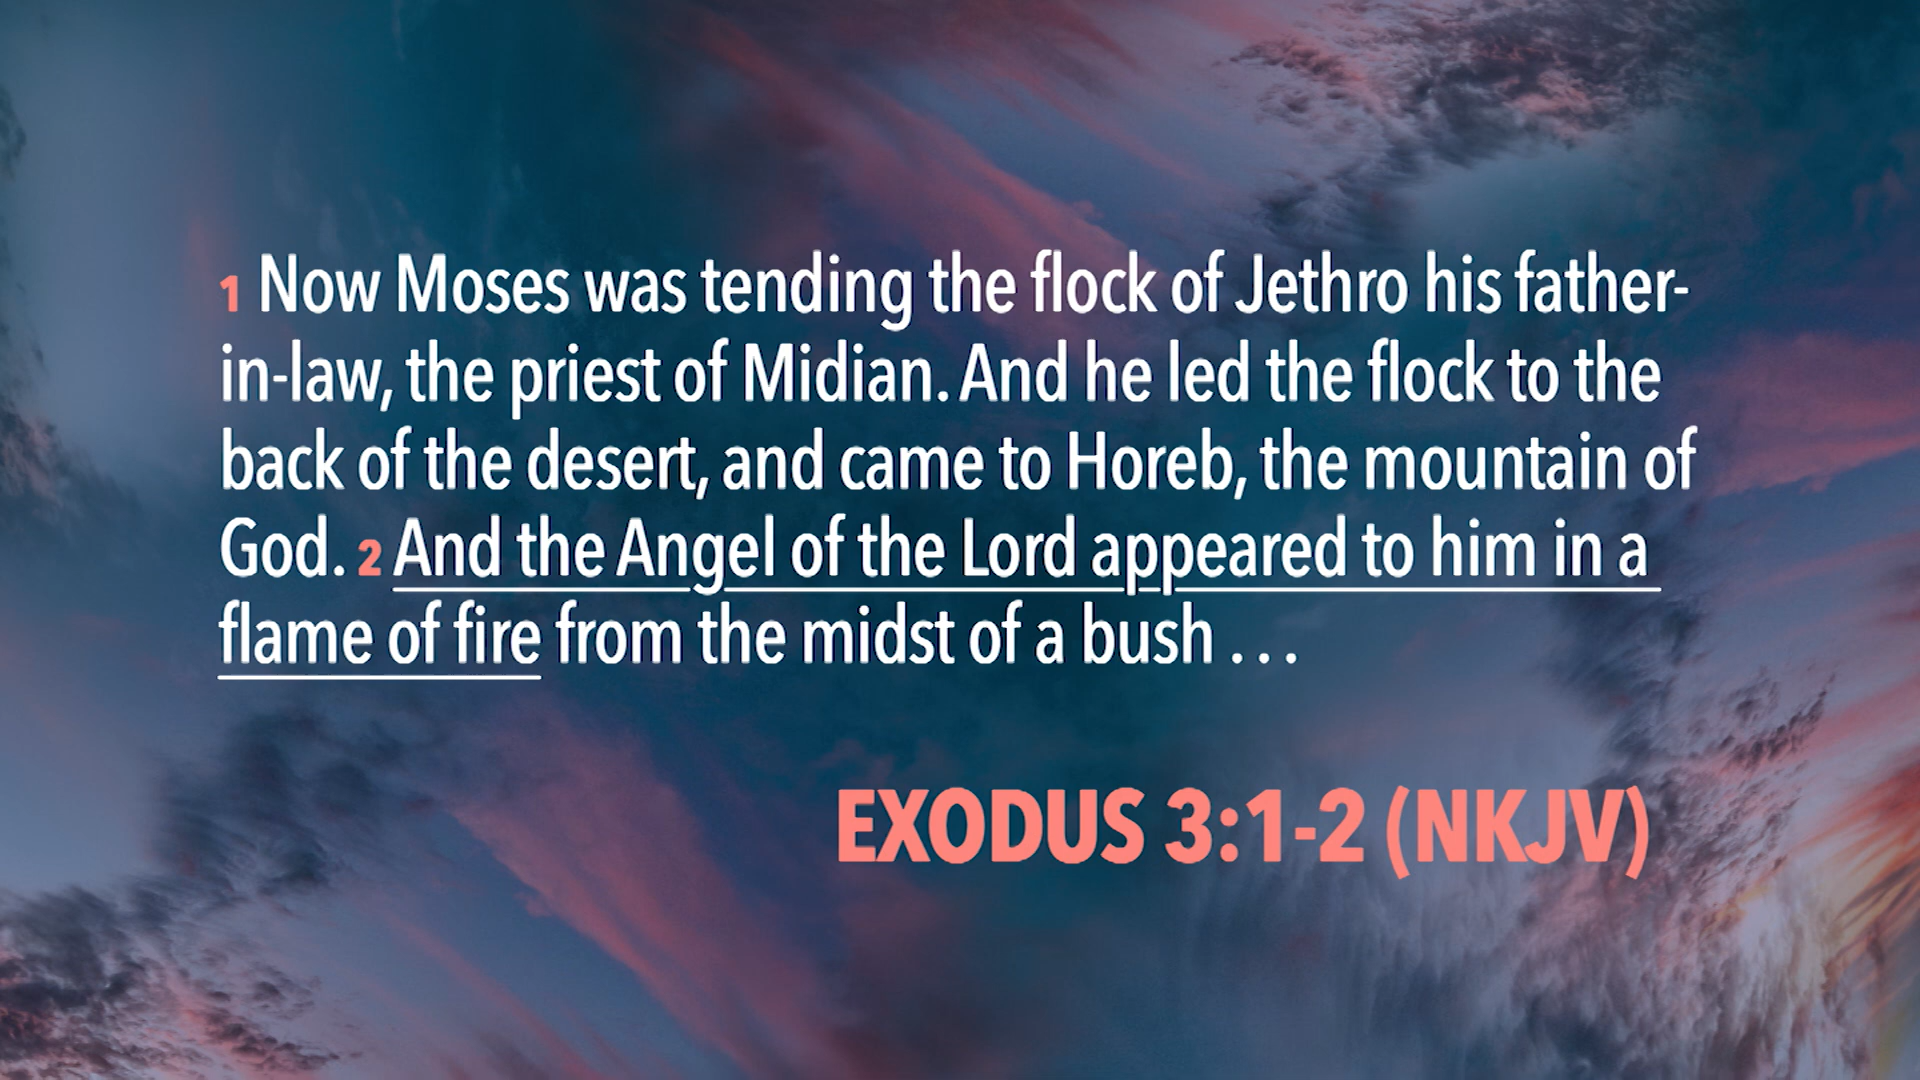 1 Now Moses was tending the flock of Jethro his father-
in-law, the priest of Midian. And he led the flock to the
back of the desert, and came to Horeb, the mountain of
God. 2 And the Angel of the Lord appeared to him in a
flame of fire from the midst of a bush . . .
EXODUS 3:1-2 (NKJV)